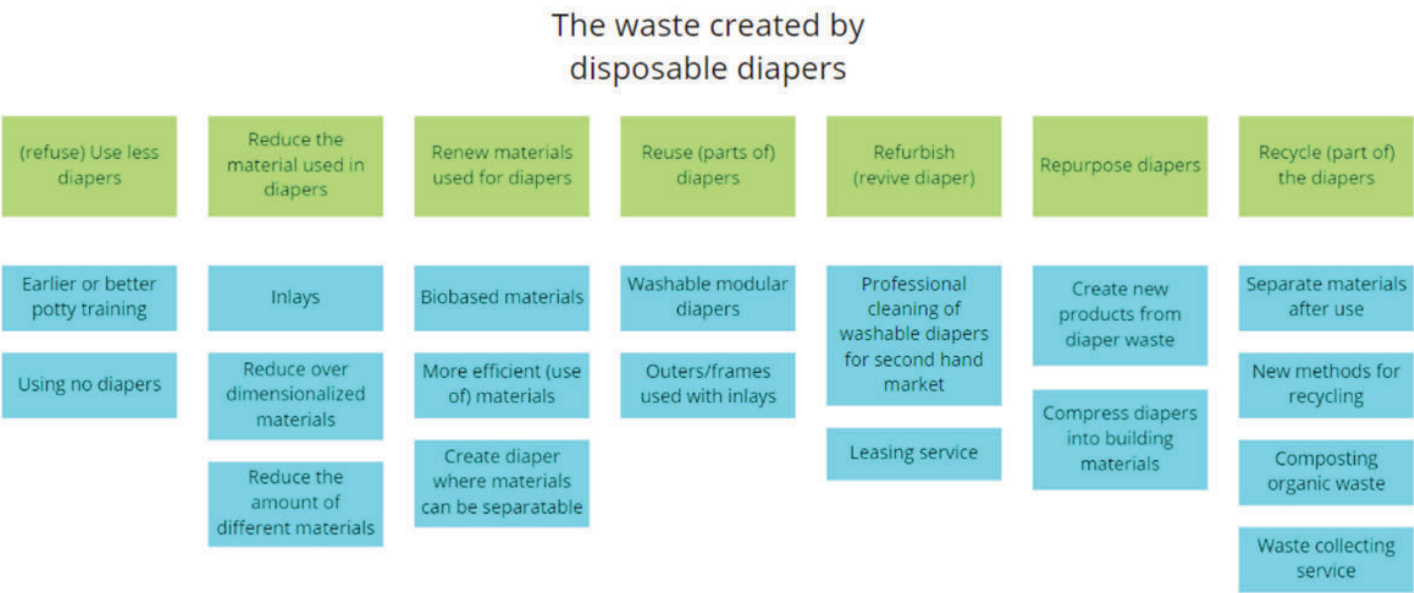 The waste created by
disposable diapers
(refuse) Use less
diapers
Reduce the
material used in
diapers
Renew materials
used for diapers
Reuse (parts of)
diapers
Refurbish
(revive diaper)
Repurpose diapers
Recycle (part of)
the diapers
Earlier or better
potty training
Using no diapers
Inlays
Reduce over
dimensionalized
materials
Reduce the
amount of
different materials
Biobased materials
More efficient (use
of) materials
Create diaper
where materials
can be separatable
Washable modular
diapers
Outers/frames
used with inlays
Professional
cleaning of
washable diapers
for second hand
market
Leasing service
Create new
products from
diaper waste
Compress diapers
into building
materials
Separate materials
after use
New methods for
recycling
Composting
organic waste
Waste collecting
service